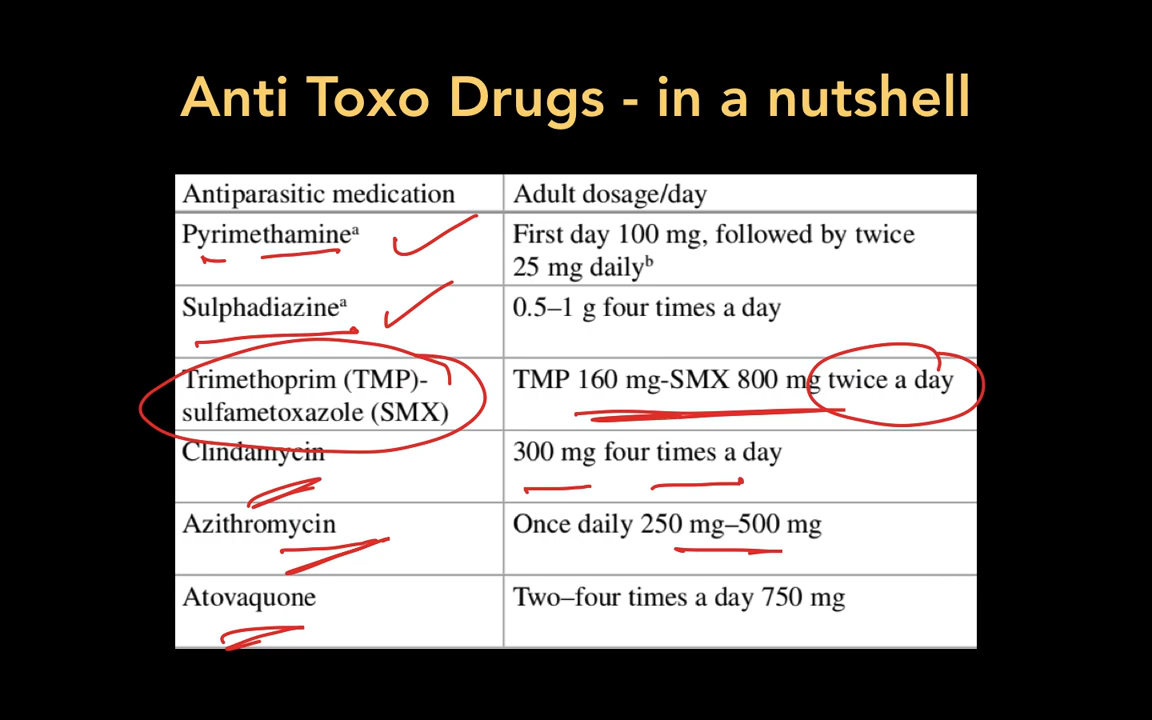 Anti Toxo Drugs - in a nutshell
Antiparasitic medication
Adult dosage/day
Pyrimethamineᵃ
First day 100 mg, followed by twice
25 mg dailyᵇ
Sulphadiazineᵃ
0.5–1 g four times a day
Trimethoprim (TMP)-
sulfametoxazole (SMX)
TMP 160 mg-SMX 800 mg twice a day
Clindamycin
300 mg four times a day
Azithromycin
Once daily 250 mg–500 mg
Atovaquone
Two–four times a day 750 mg